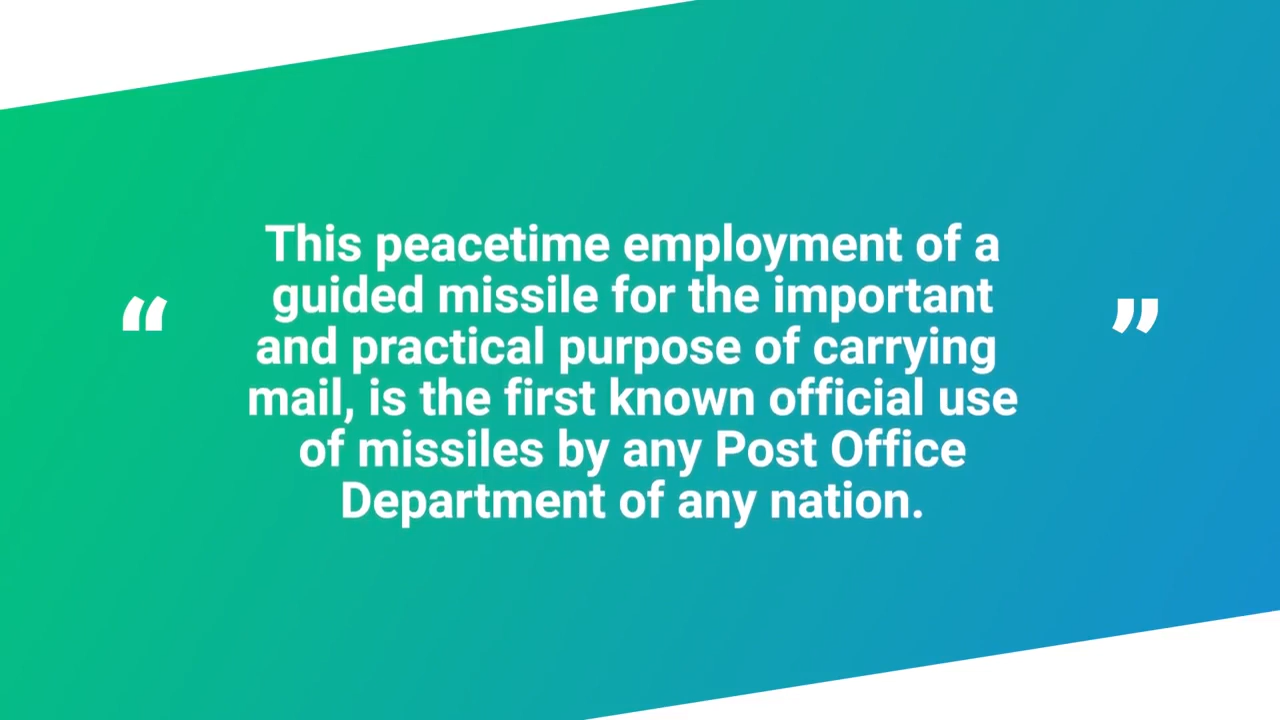 This peacetime employment of a
guided missile for the important
“ and practical purpose of carrying ”
mail, is the first known official use
of missiles by any Post Office
Department of any nation.